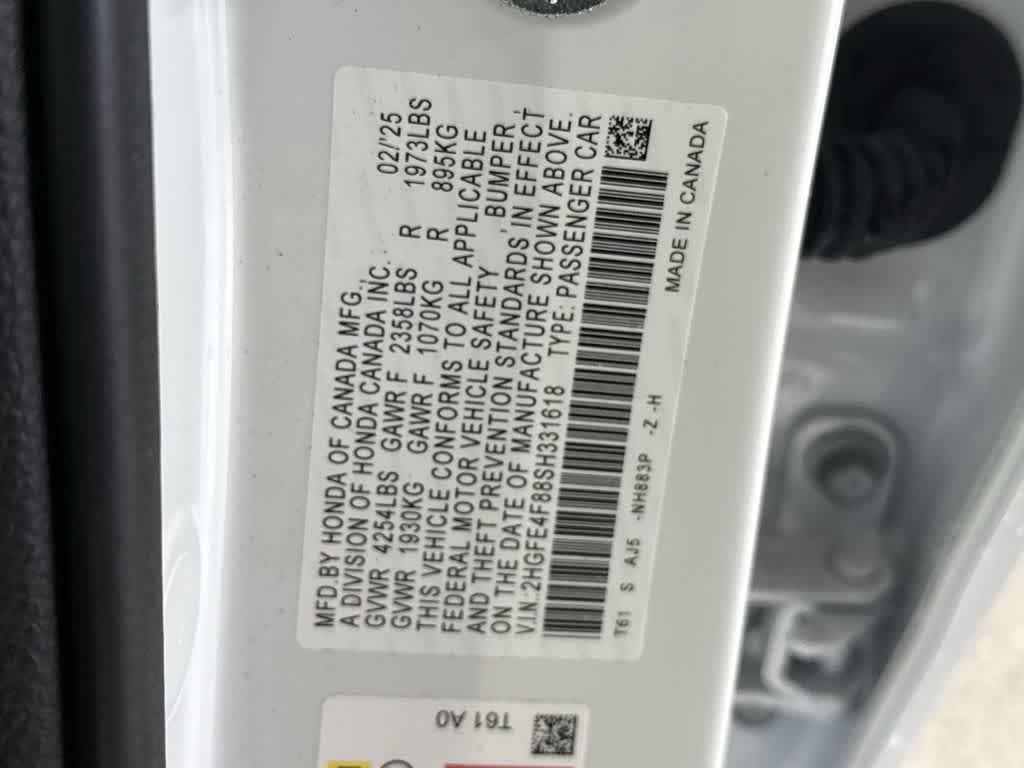 MFD.BY HONDA OF CANADA MFG.,
A DIVISION OF HONDA CANADA INC. 02/'25
GVWR 4254LBS GAWR F 2358LBS R 1973LBS
GVWR 1930KG GAWR F 1070KG R 895KG
THIS VEHICLE CONFORMS TO ALL APPLICABLE
FEDERAL MOTOR VEHICLE SAFETY , BUMPER ,
AND THEFT PREVENTION STANDARDS IN EFFECT
ON THE DATE OF MANUFACTURE SHOWN ABOVE.
V.I.N.:2HGFE4F88SH331618 TYPE: PASSENGER CAR
T61 S AJ5 -NH883P -Z -H
MADE IN CANADA
T61 A0